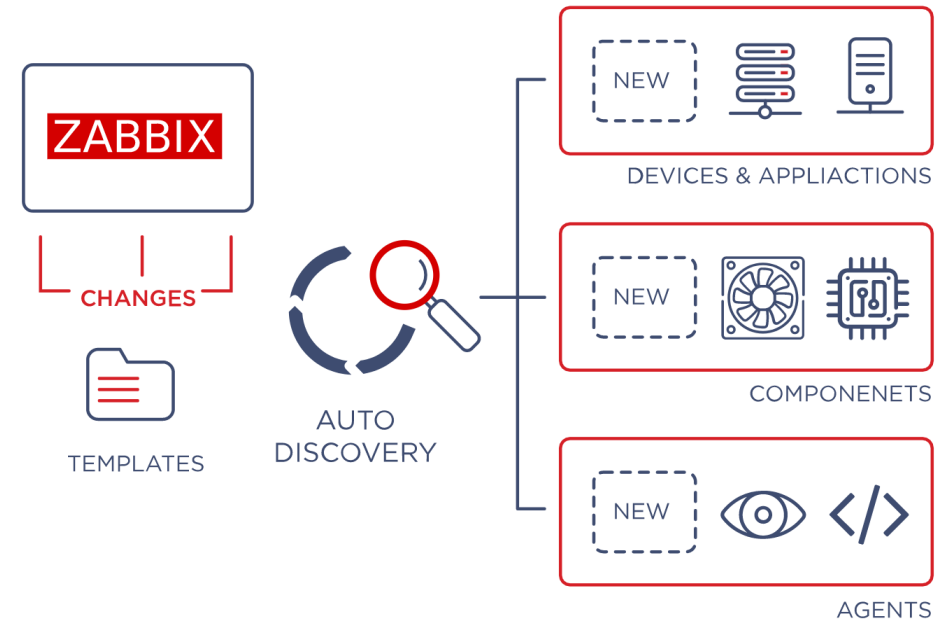 ZABBIX
CHANGES
TEMPLATES
AUTO
DISCOVERY
NEW
DEVICES & APPLIACTIONS
NEW
COMPONENETS
NEW
AGENTS